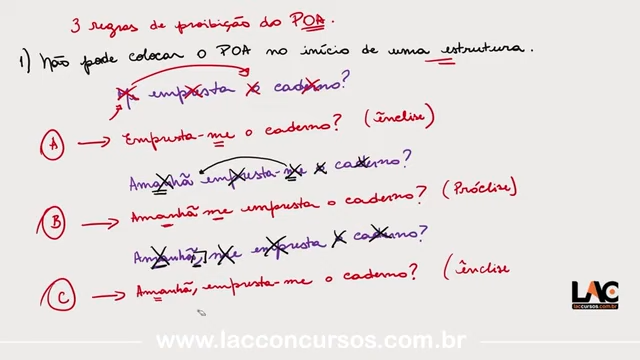 3 regras de proibição do POA.
1) Não pode colocar o POA no início de uma estrutura.
Me empresta o caderno?
A → Empresta-me o caderno? (ênclise)
Amanhã empresta-me o caderno?
B → Amanhã me empresta o caderno? (Próclise)
Amanhã, me empresta o caderno?
C → Amanhã, empresta-me o caderno? (ênclise
LAC
LACCURSOS.COM.BR
www.lacconcursos.com.br